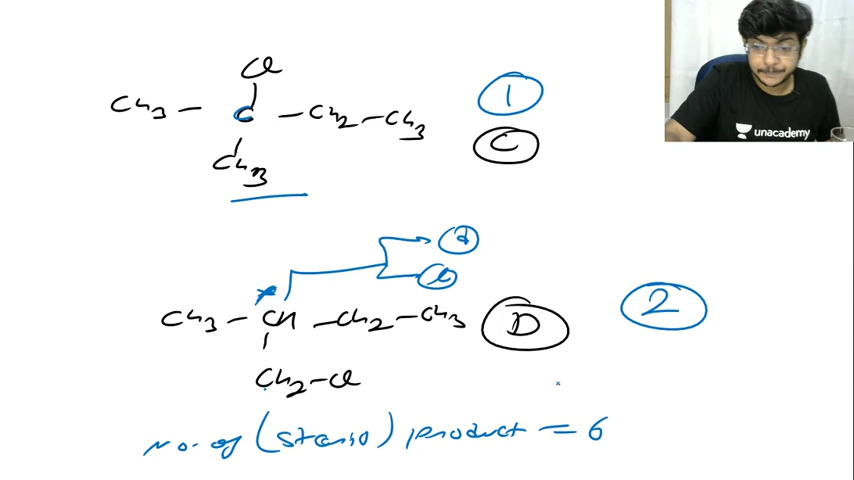 Cl
CH3 - C - CH2 - CH3 1
CH3 C
unacademy
d
l
* CH3 - CH - CH2 - CH3 D 2
CH2 - Cl
No. of (stereo) product = 6